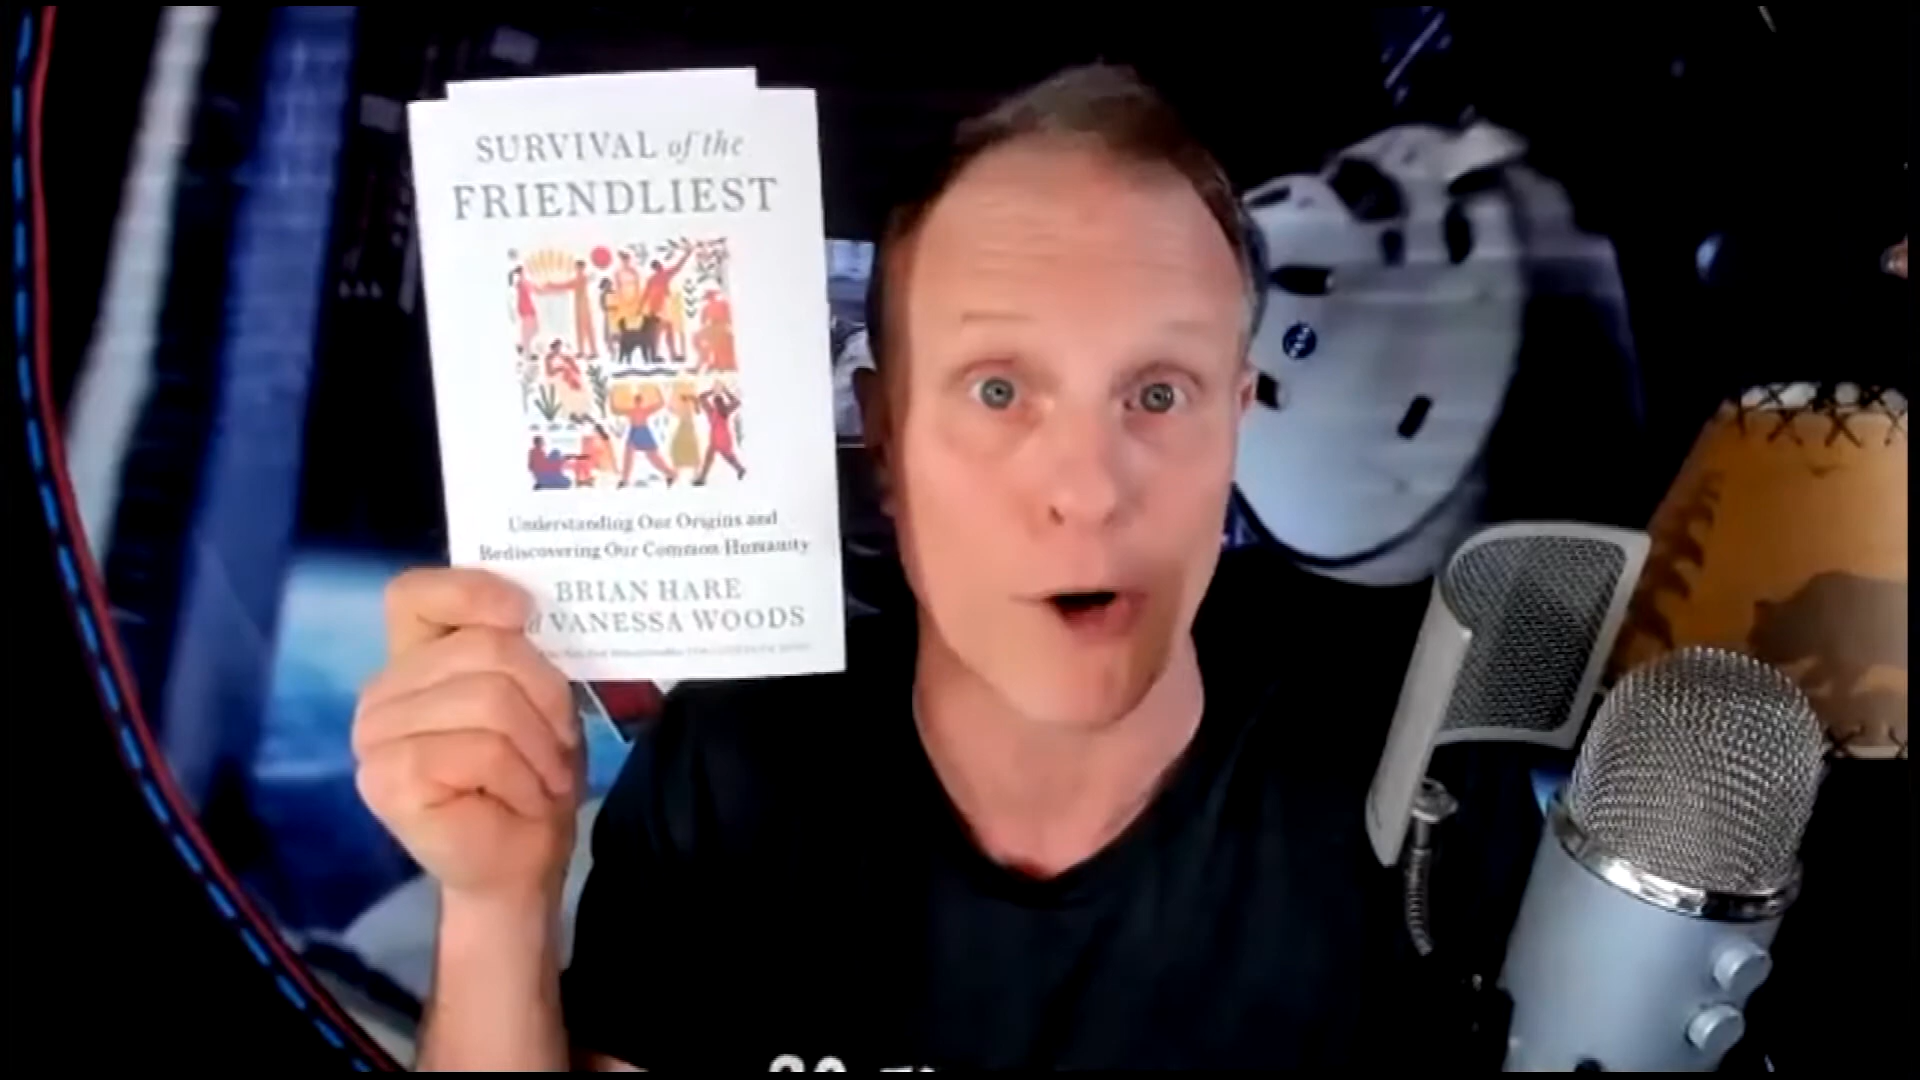 SURVIVAL of the
FRIENDLIEST
Understanding Our Origins and
Rediscovering Our Common Humanity
BRIAN HARE
VANESSA WOODS